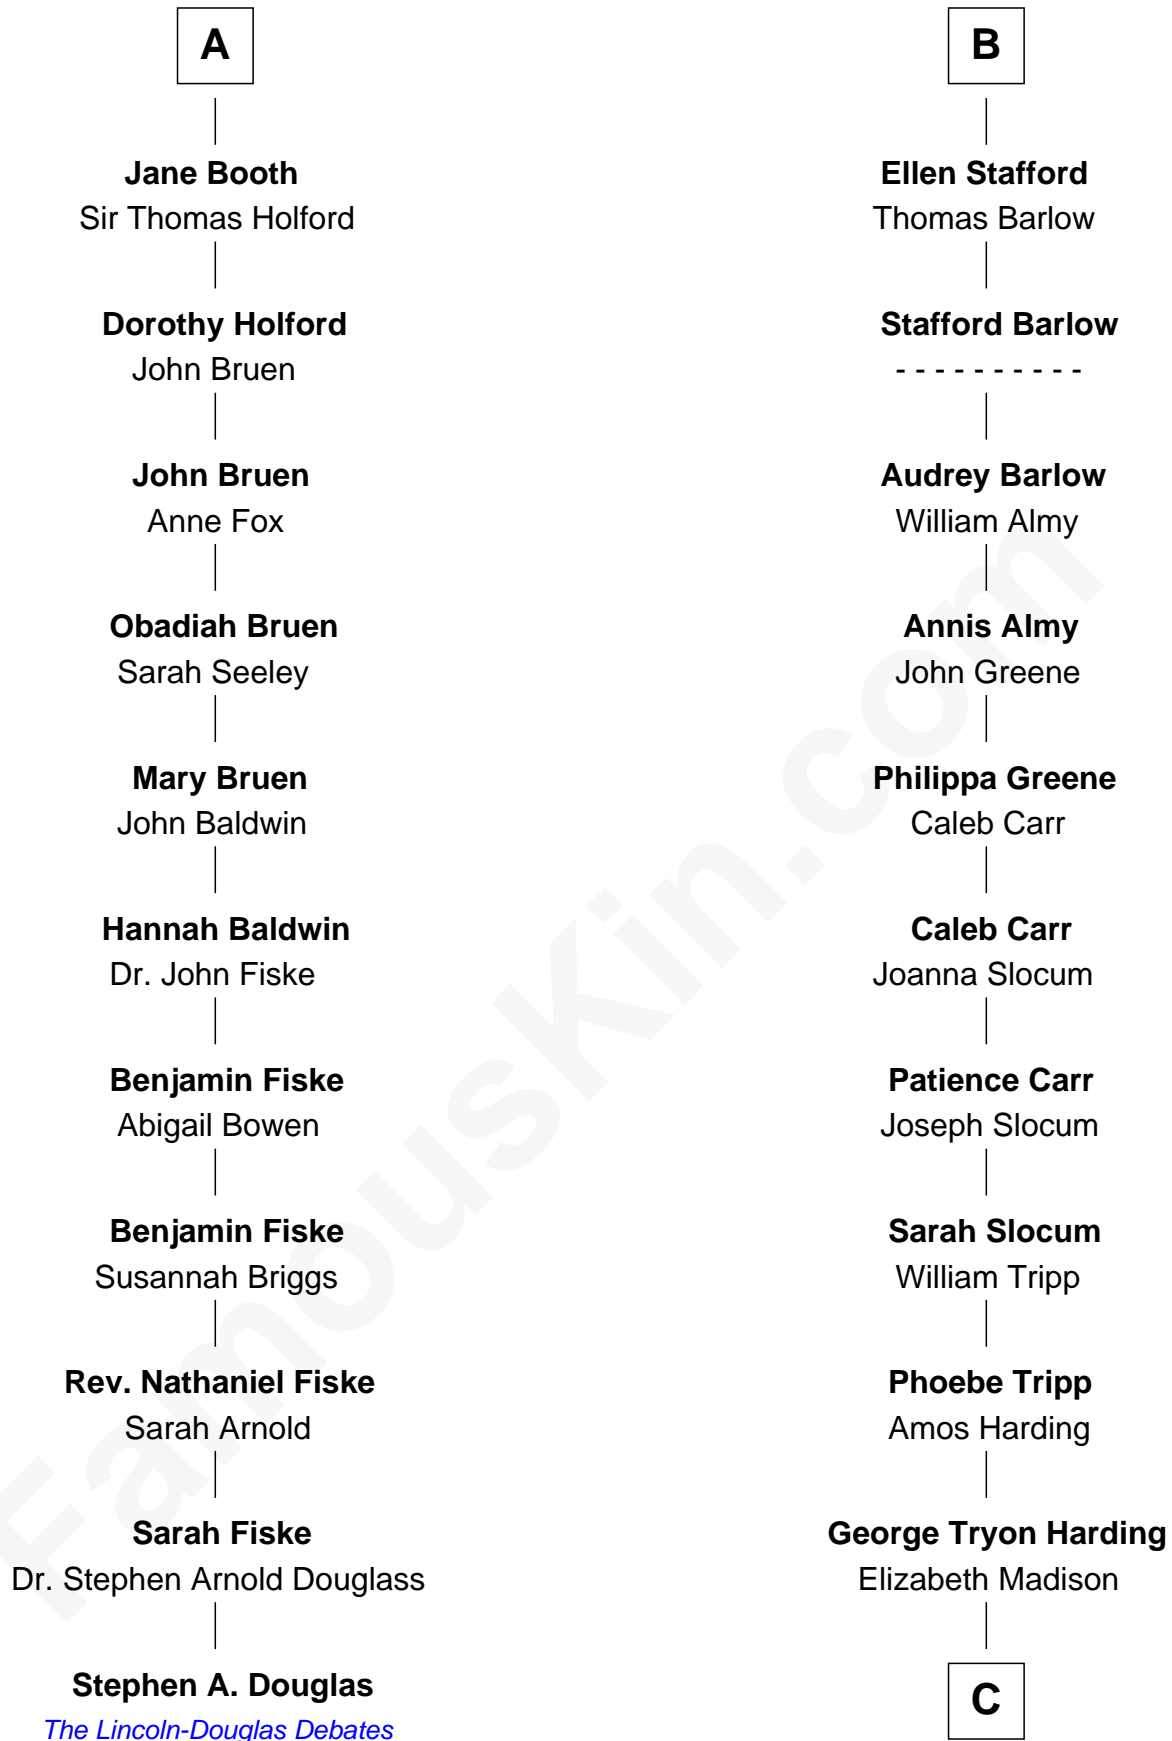 A
Jane Booth
Sir Thomas Holford
Dorothy Holford
John Bruen
John Bruen
Anne Fox
Obadiah Bruen
Sarah Seeley
Mary Bruen
John Baldwin
Hannah Baldwin
Dr. John Fiske
Benjamin Fiske
Abigail Bowen
Benjamin Fiske
Susannah Briggs
Rev. Nathaniel Fiske
Sarah Arnold
Sarah Fiske
Dr. Stephen Arnold Douglass
Stephen A. Douglas
The Lincoln-Douglas Debates
B
Ellen Stafford
Thomas Barlow
Stafford Barlow
- - - - - - - - - -
Audrey Barlow
William Almy
Annis Almy
John Greene
Philippa Greene
Caleb Carr
Caleb Carr
Joanna Slocum
Patience Carr
Joseph Slocum
Sarah Slocum
William Tripp
Phoebe Tripp
Amos Harding
George Tryon Harding
Elizabeth Madison
C
FamousKin.com